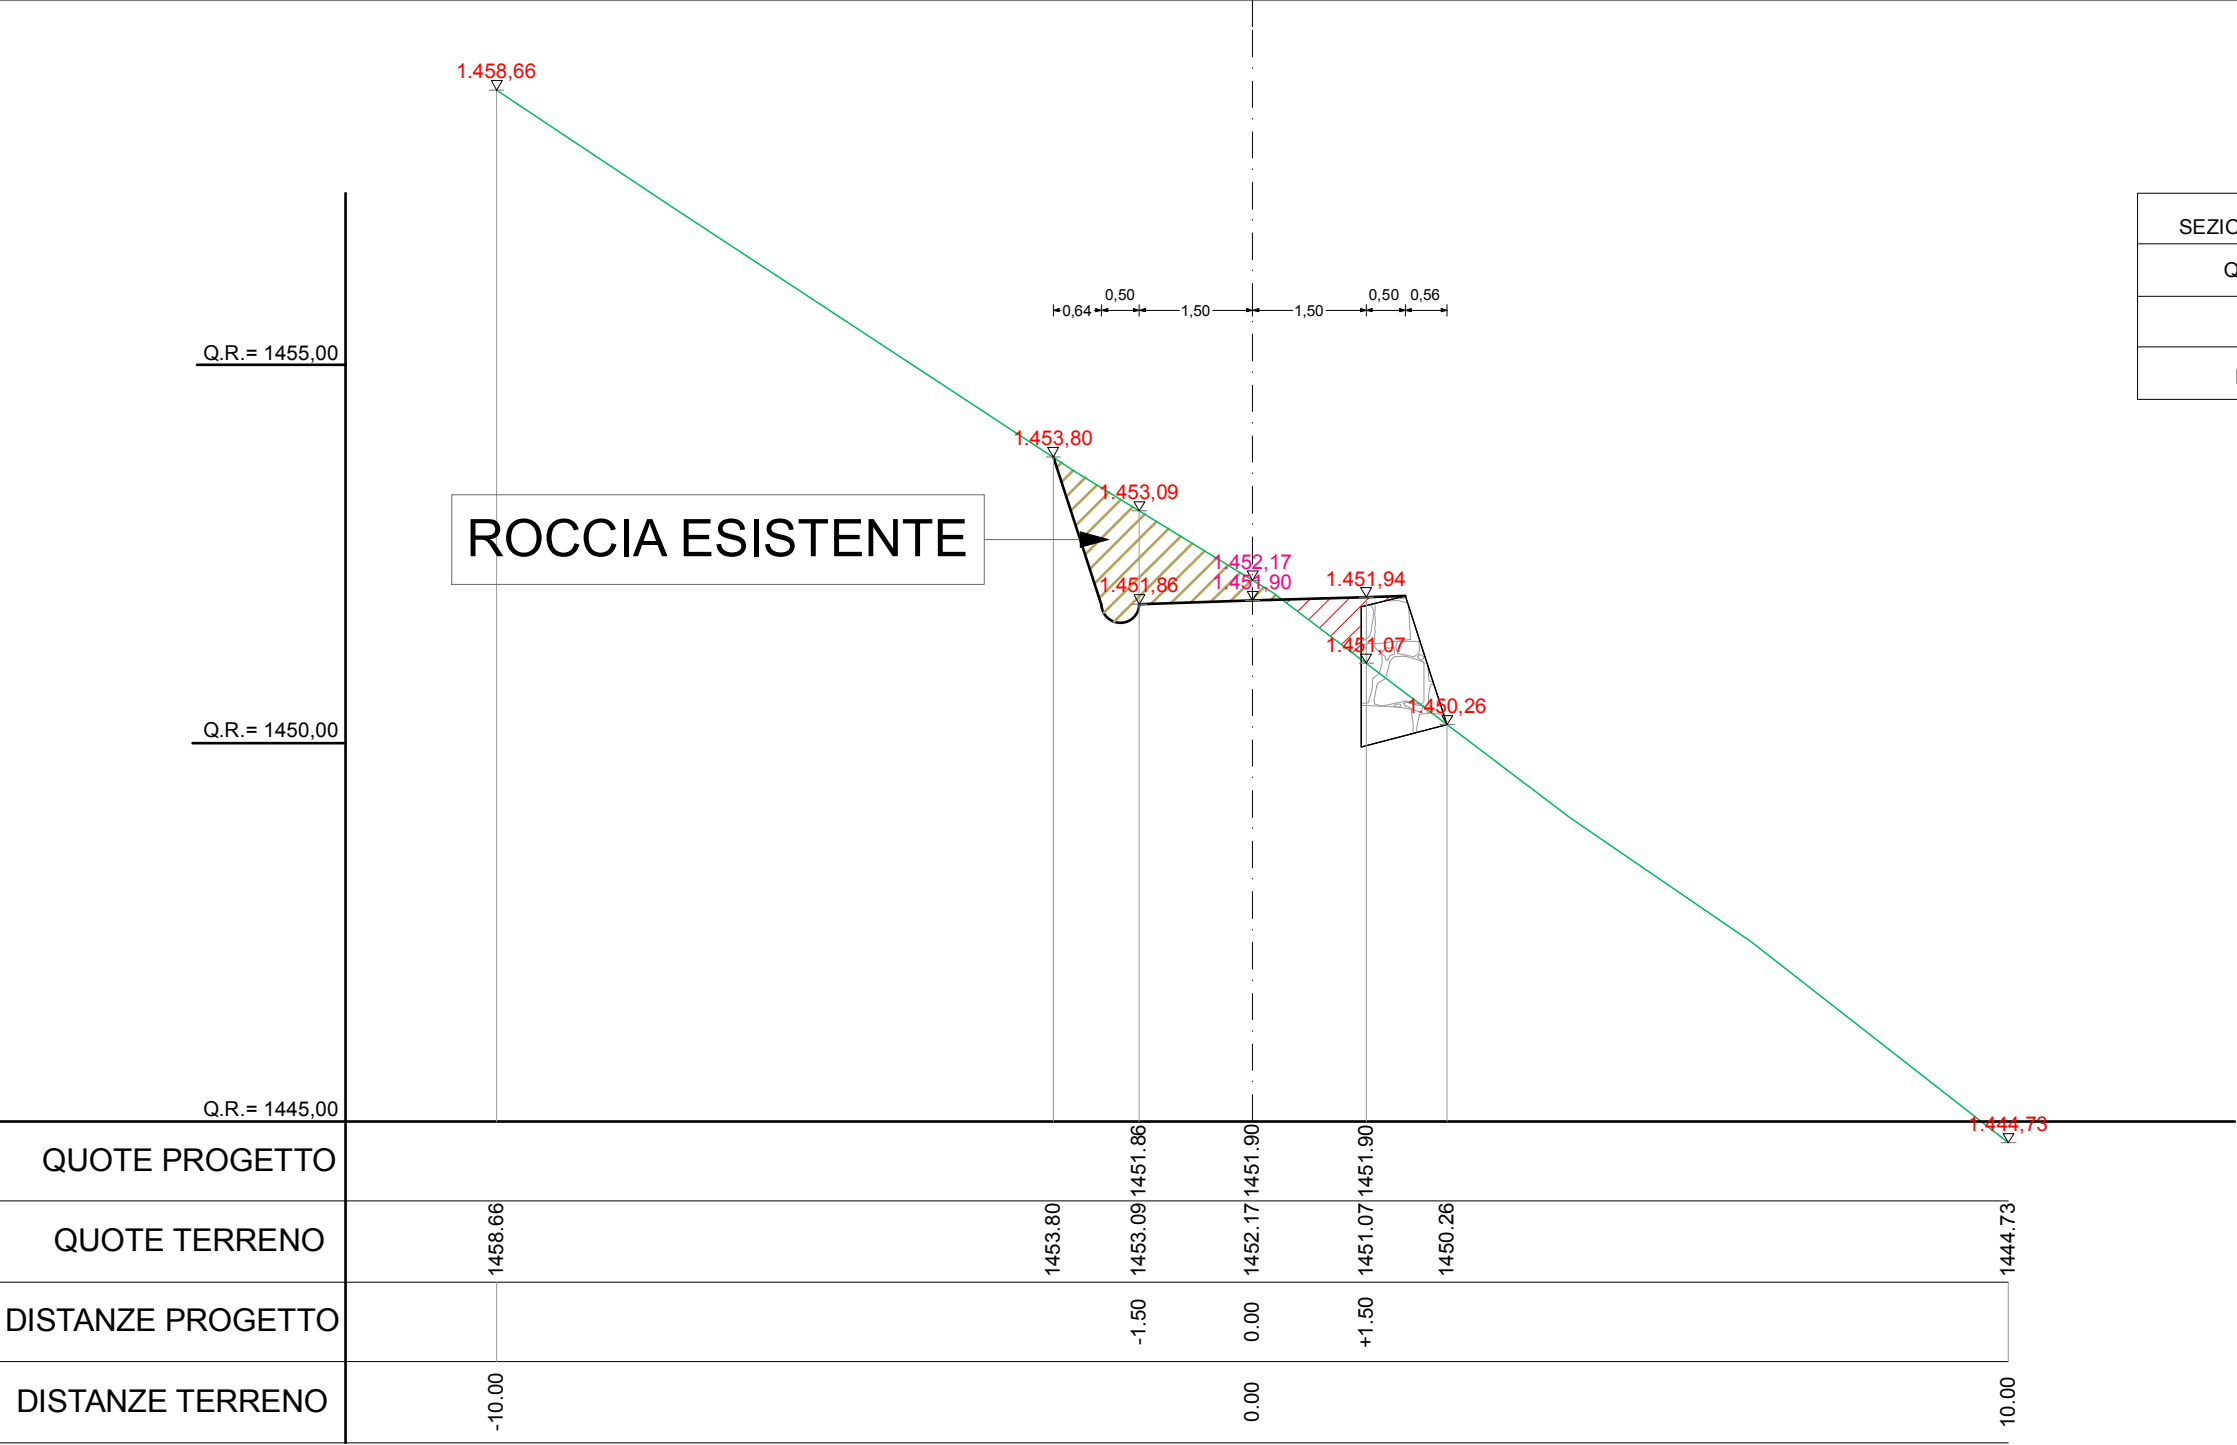 1.458,66
SEZIO
Q
0,50
0,50 0,56
0,64 1,50 1,50
Q.R.= 1455,00
1.453,80
1.453,09
ROCCIA ESISTENTE
1.452,17
1.451,86 1.451,90 1.451,94
1.451,07
1.450,26
Q.R.= 1450,00
Q.R.= 1445,00
1.444,73
QUOTE PROGETTO 1451.86 1451.90 1451.90
QUOTE TERRENO 1458.66 1453.80 1453.09 1452.17 1451.07 1450.26 1444.73
DISTANZE PROGETTO -1.50 0.00 +1.50
DISTANZE TERRENO -10.00 0.00 10.00